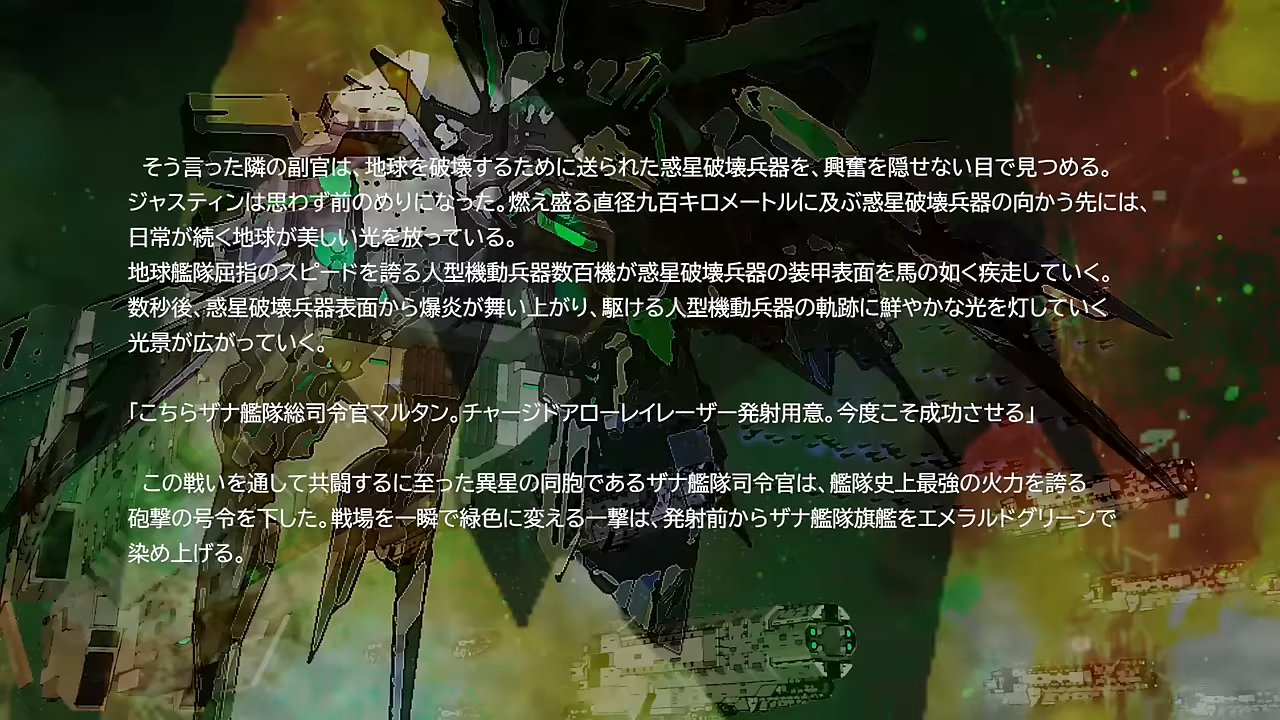 そう言った隣の副官は、地球を破壊するために送られた惑星破壊兵器を、興奮を隠せない目で見つめる。
ジャスティンは思わず前のめりになった。燃え盛る直径九百キロメートルに及ぶ惑星破壊兵器の向かう先には、
日常が続く地球が美しい光を放っている。
地球艦隊屈指のスピードを誇る人型機動兵器数百機が惑星破壊兵器の装甲表面を馬の如く疾走していく。
数秒後、惑星破壊兵器表面から爆炎が舞い上がり、駆ける人型機動兵器の軌跡に鮮やかな光を灯していく
光景が広がっていく。
「こちらザナ艦隊総司令官マルタン。チャージドアローレイレーザー発射用意。今度こそ成功させる」
この戦いを通して共闘するに至った異星の同胞であるザナ艦隊司令官は、艦隊史上最強の火力を誇る
砲撃の号令を下した。戦場を一瞬で緑色に変える一撃は、発射前からザナ艦隊旗艦をエメラルドグリーンで
染め上げる。